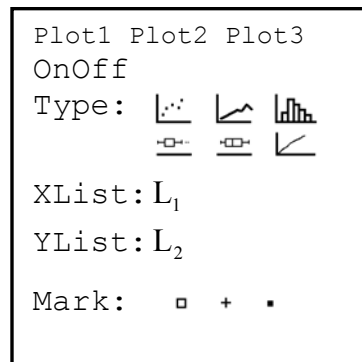 Plot1 Plot2 Plot3
OnOff
Type:
XList: L₁
YList: L₂
Mark: